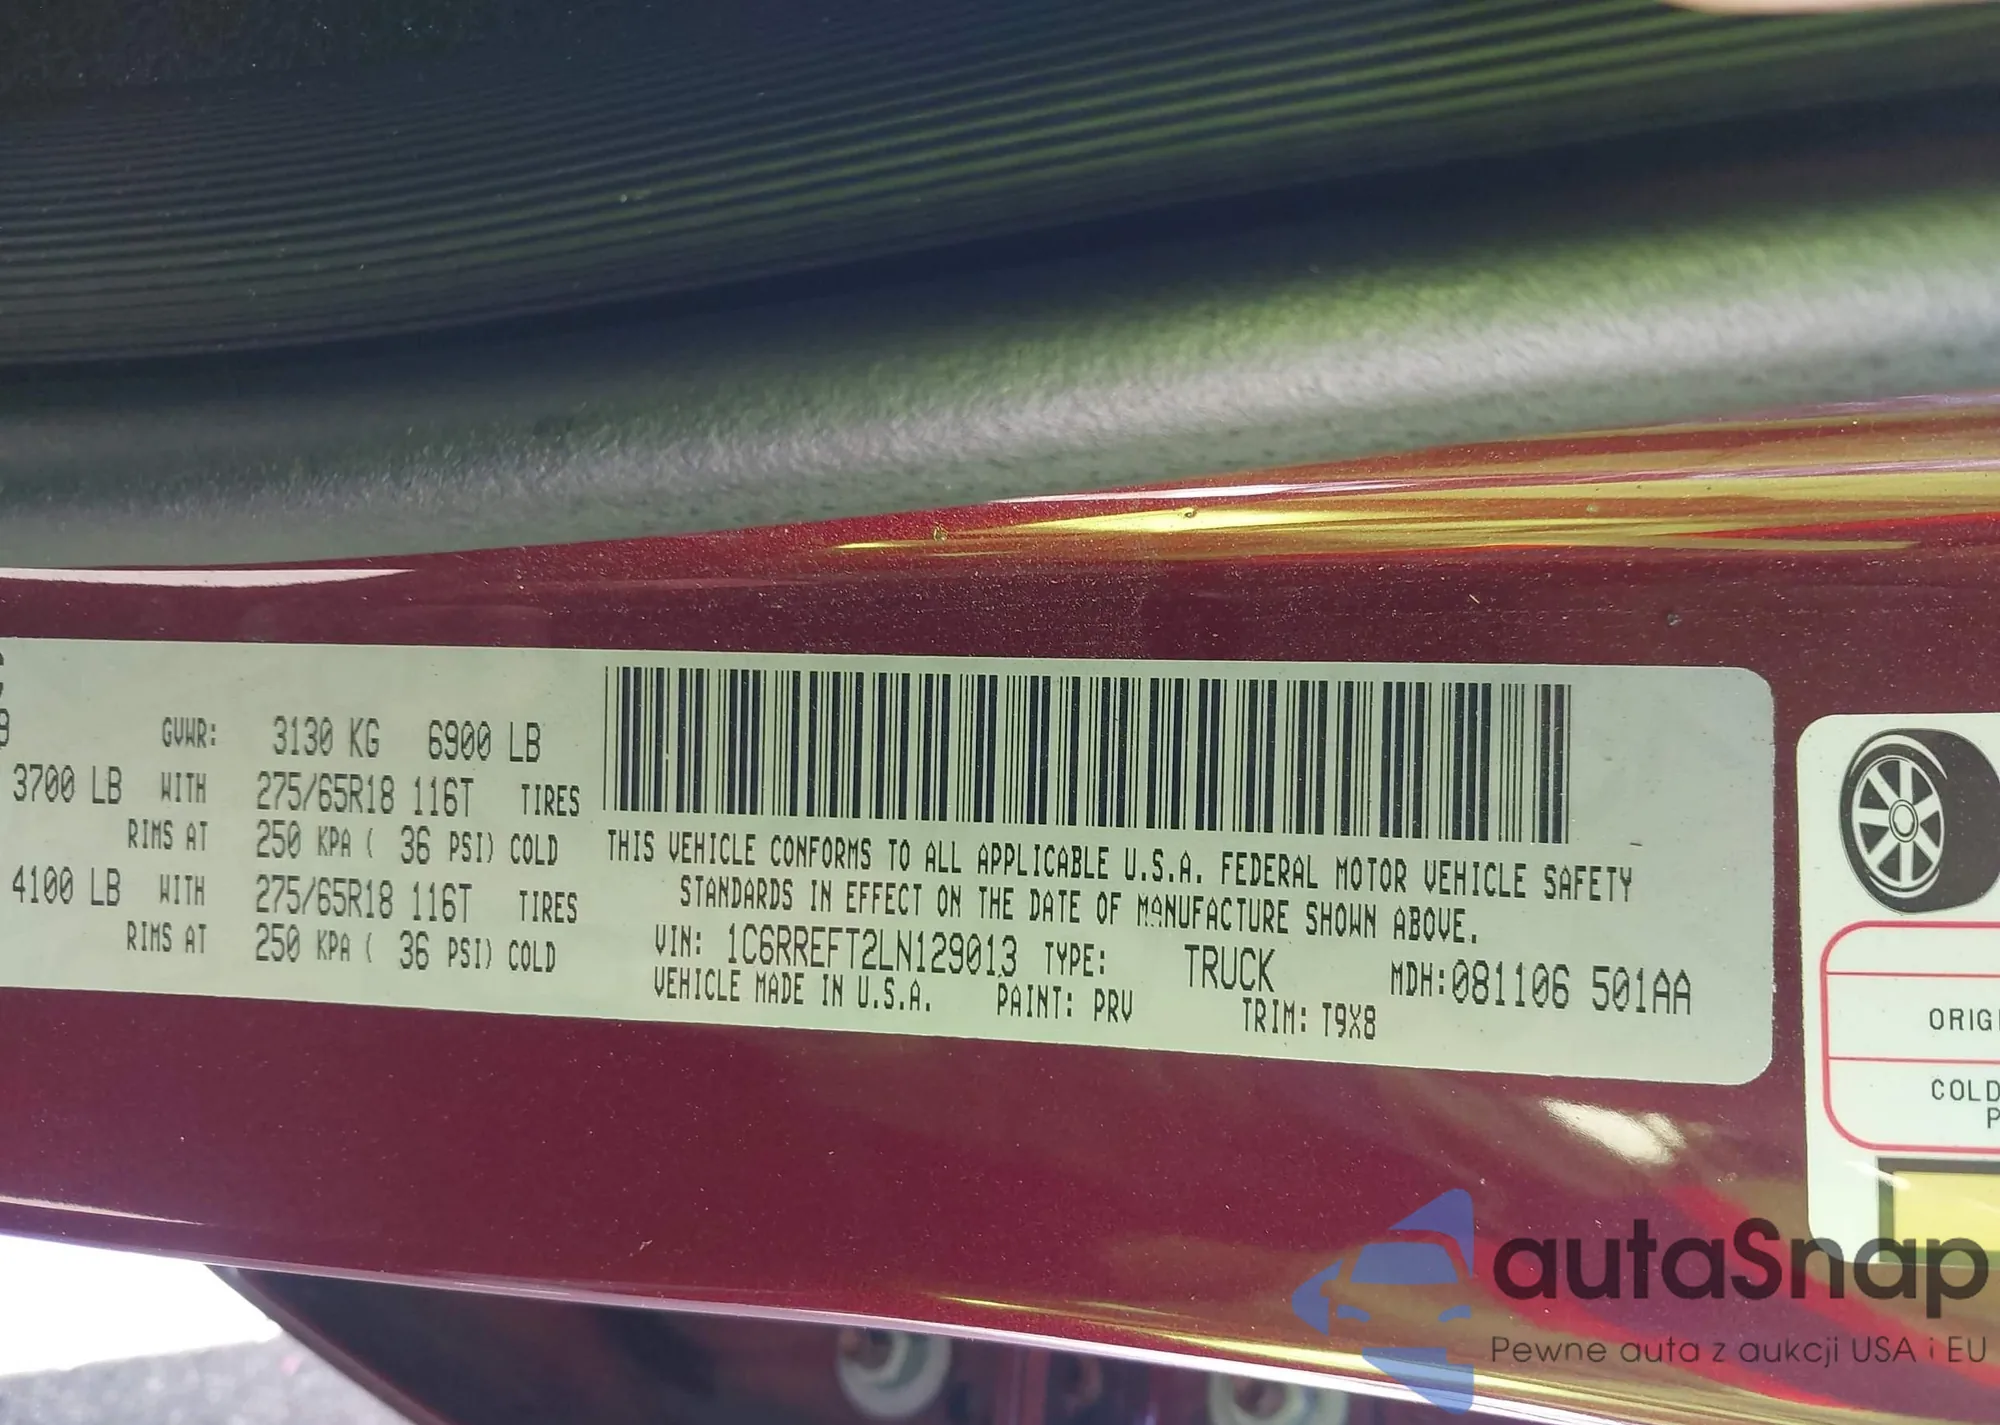 GVWR: 3130 KG 6900 LB
3700 LB WITH 275/65R18 116T TIRES
RIMS AT 250 KPA ( 36 PSI) COLD
4100 LB WITH 275/65R18 116T TIRES
RIMS AT 250 KPA ( 36 PSI) COLD
THIS VEHICLE CONFORMS TO ALL APPLICABLE U.S.A. FEDERAL MOTOR VEHICLE SAFETY
STANDARDS IN EFFECT ON THE DATE OF MANUFACTURE SHOWN ABOVE.
VIN: 1C6RREFT2LN129013 TYPE: TRUCK MDH:081106 501AA
VEHICLE MADE IN U.S.A. PAINT: PRV TRIM: T9X8
ORIGI
COLD
P
autaSnap
Pewne auta z aukcji USA i EU